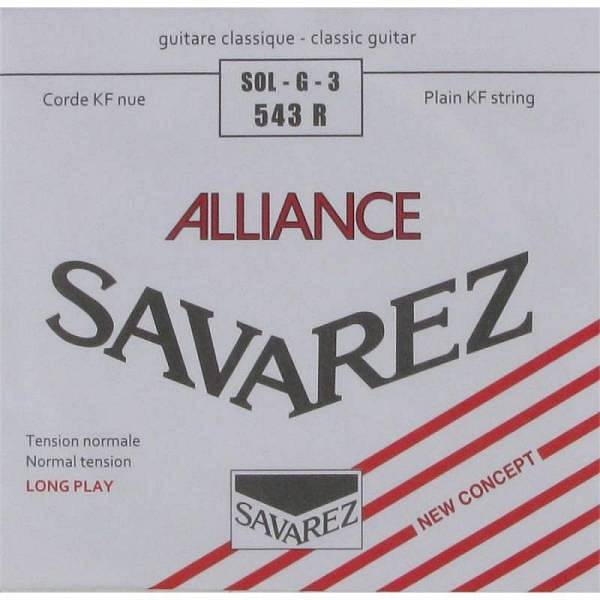 guitare classique - classic guitar
SOL - G - 3
543 R
Corde KF nue
Plain KF string
ALLIANCE
SAVAREZ
Tension normale
Normal tension
LONG PLAY
NEW CONCEPT
SAVAREZ